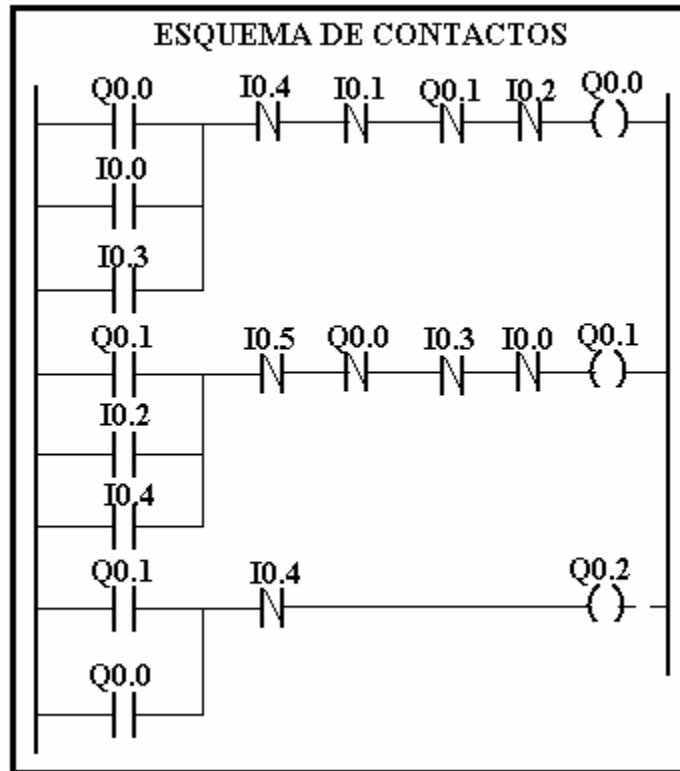 ESQUEMA DE CONTACTOS
Q0.0 I0.4 I0.1 Q0.1 I0.2 Q0.0
I0.0
I0.3
Q0.1 I0.5 Q0.0 I0.3 I0.0 Q0.1
I0.2
I0.4
Q0.1 I0.4 Q0.2
Q0.0